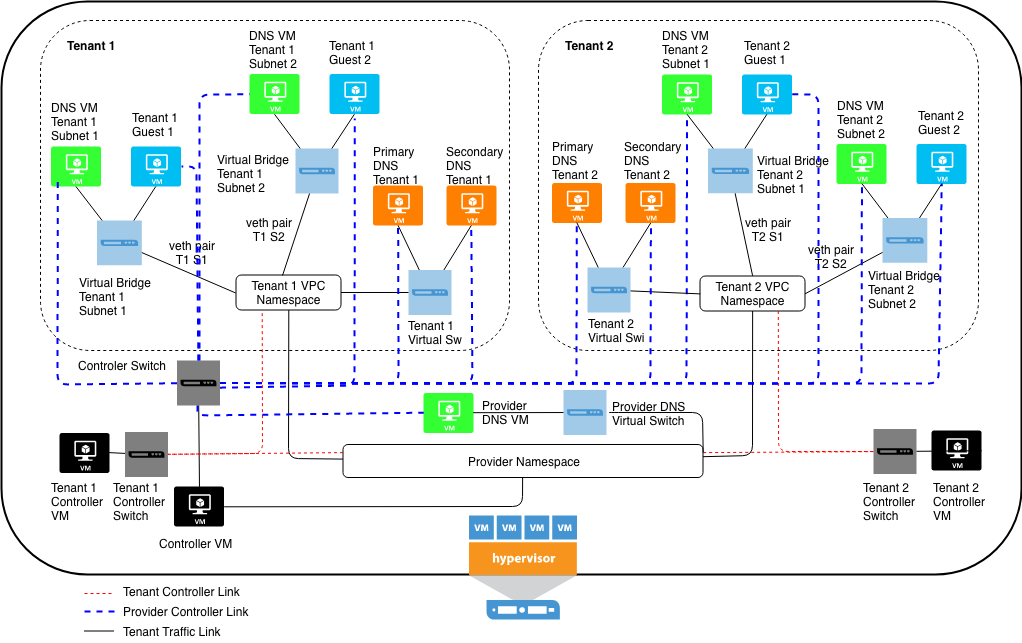 Tenant 1
DNS VM
Tenant 1
Subnet 2
Tenant 1
Guest 2
DNS VM
Tenant 1
Subnet 1
Tenant 1
Guest 1
VM
VM
VM
VM
Virtual Bridge
Tenant 1
Subnet 2
Primary
DNS
Tenant 1
Secondary
DNS
Tenant 1
VM
VM
veth pair
T1 S2
veth pair
T1 S1
Virtual Bridge
Tenant 1
Subnet 1
Tenant 1 VPC
Namespace
Tenant 1
Virtual Sw
Tenant 2
DNS VM
Tenant 2
Subnet 1
Tenant 2
Guest 1
VM
VM
DNS VM
Tenant 2
Subnet 2
Tenant 2
Guest 2
VM
VM
Primary
DNS
Tenant 2
Secondary
DNS
Tenant 2
VM
VM
Virtual Bridge
Tenant 2
Subnet 1
veth pair
T2 S1
veth pair
T2 S2
Virtual Bridge
Tenant 2
Subnet 2
Tenant 2 VPC
Namespace
Tenant 2
Virtual Swi
Controler Switch
VM
Provider
DNS VM
Provider DNS
Virtual Switch
Provider Namespace
VM
Tenant 1
Controller
VM
Tenant 1
Controller
Switch
VM
Controller VM
VM
Tenant 2
Controller
Switch
Tenant 2
Controller
VM
VM VM VM VM
hypervisor
Tenant Controller Link
Provider Controller Link
Tenant Traffic Link